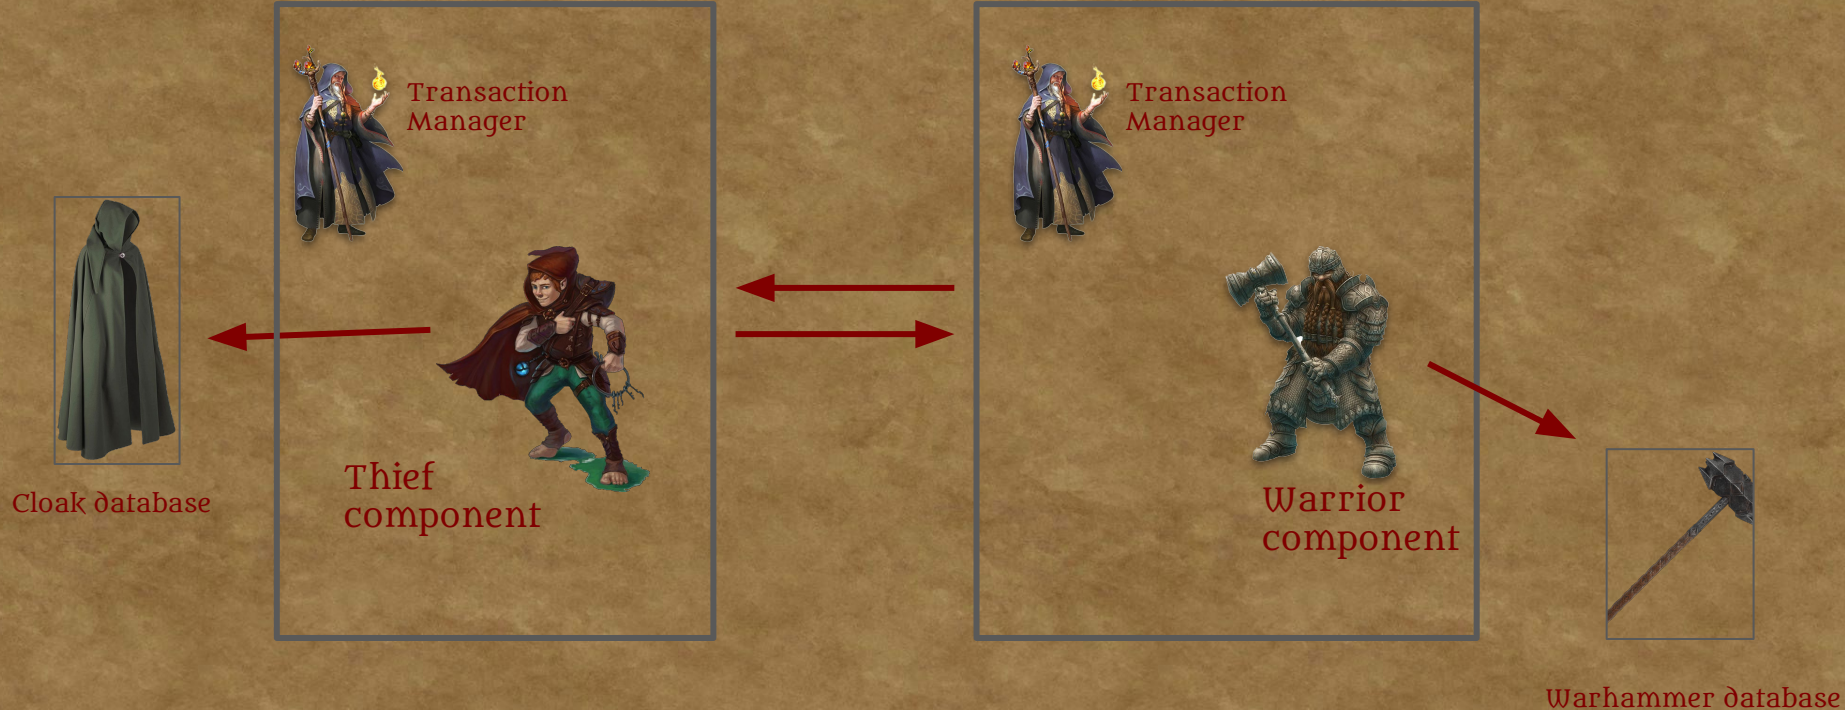 Transaction
Manager
Transaction
Manager
Thief
component
Cloak database
Warrior
component
Warhammer database